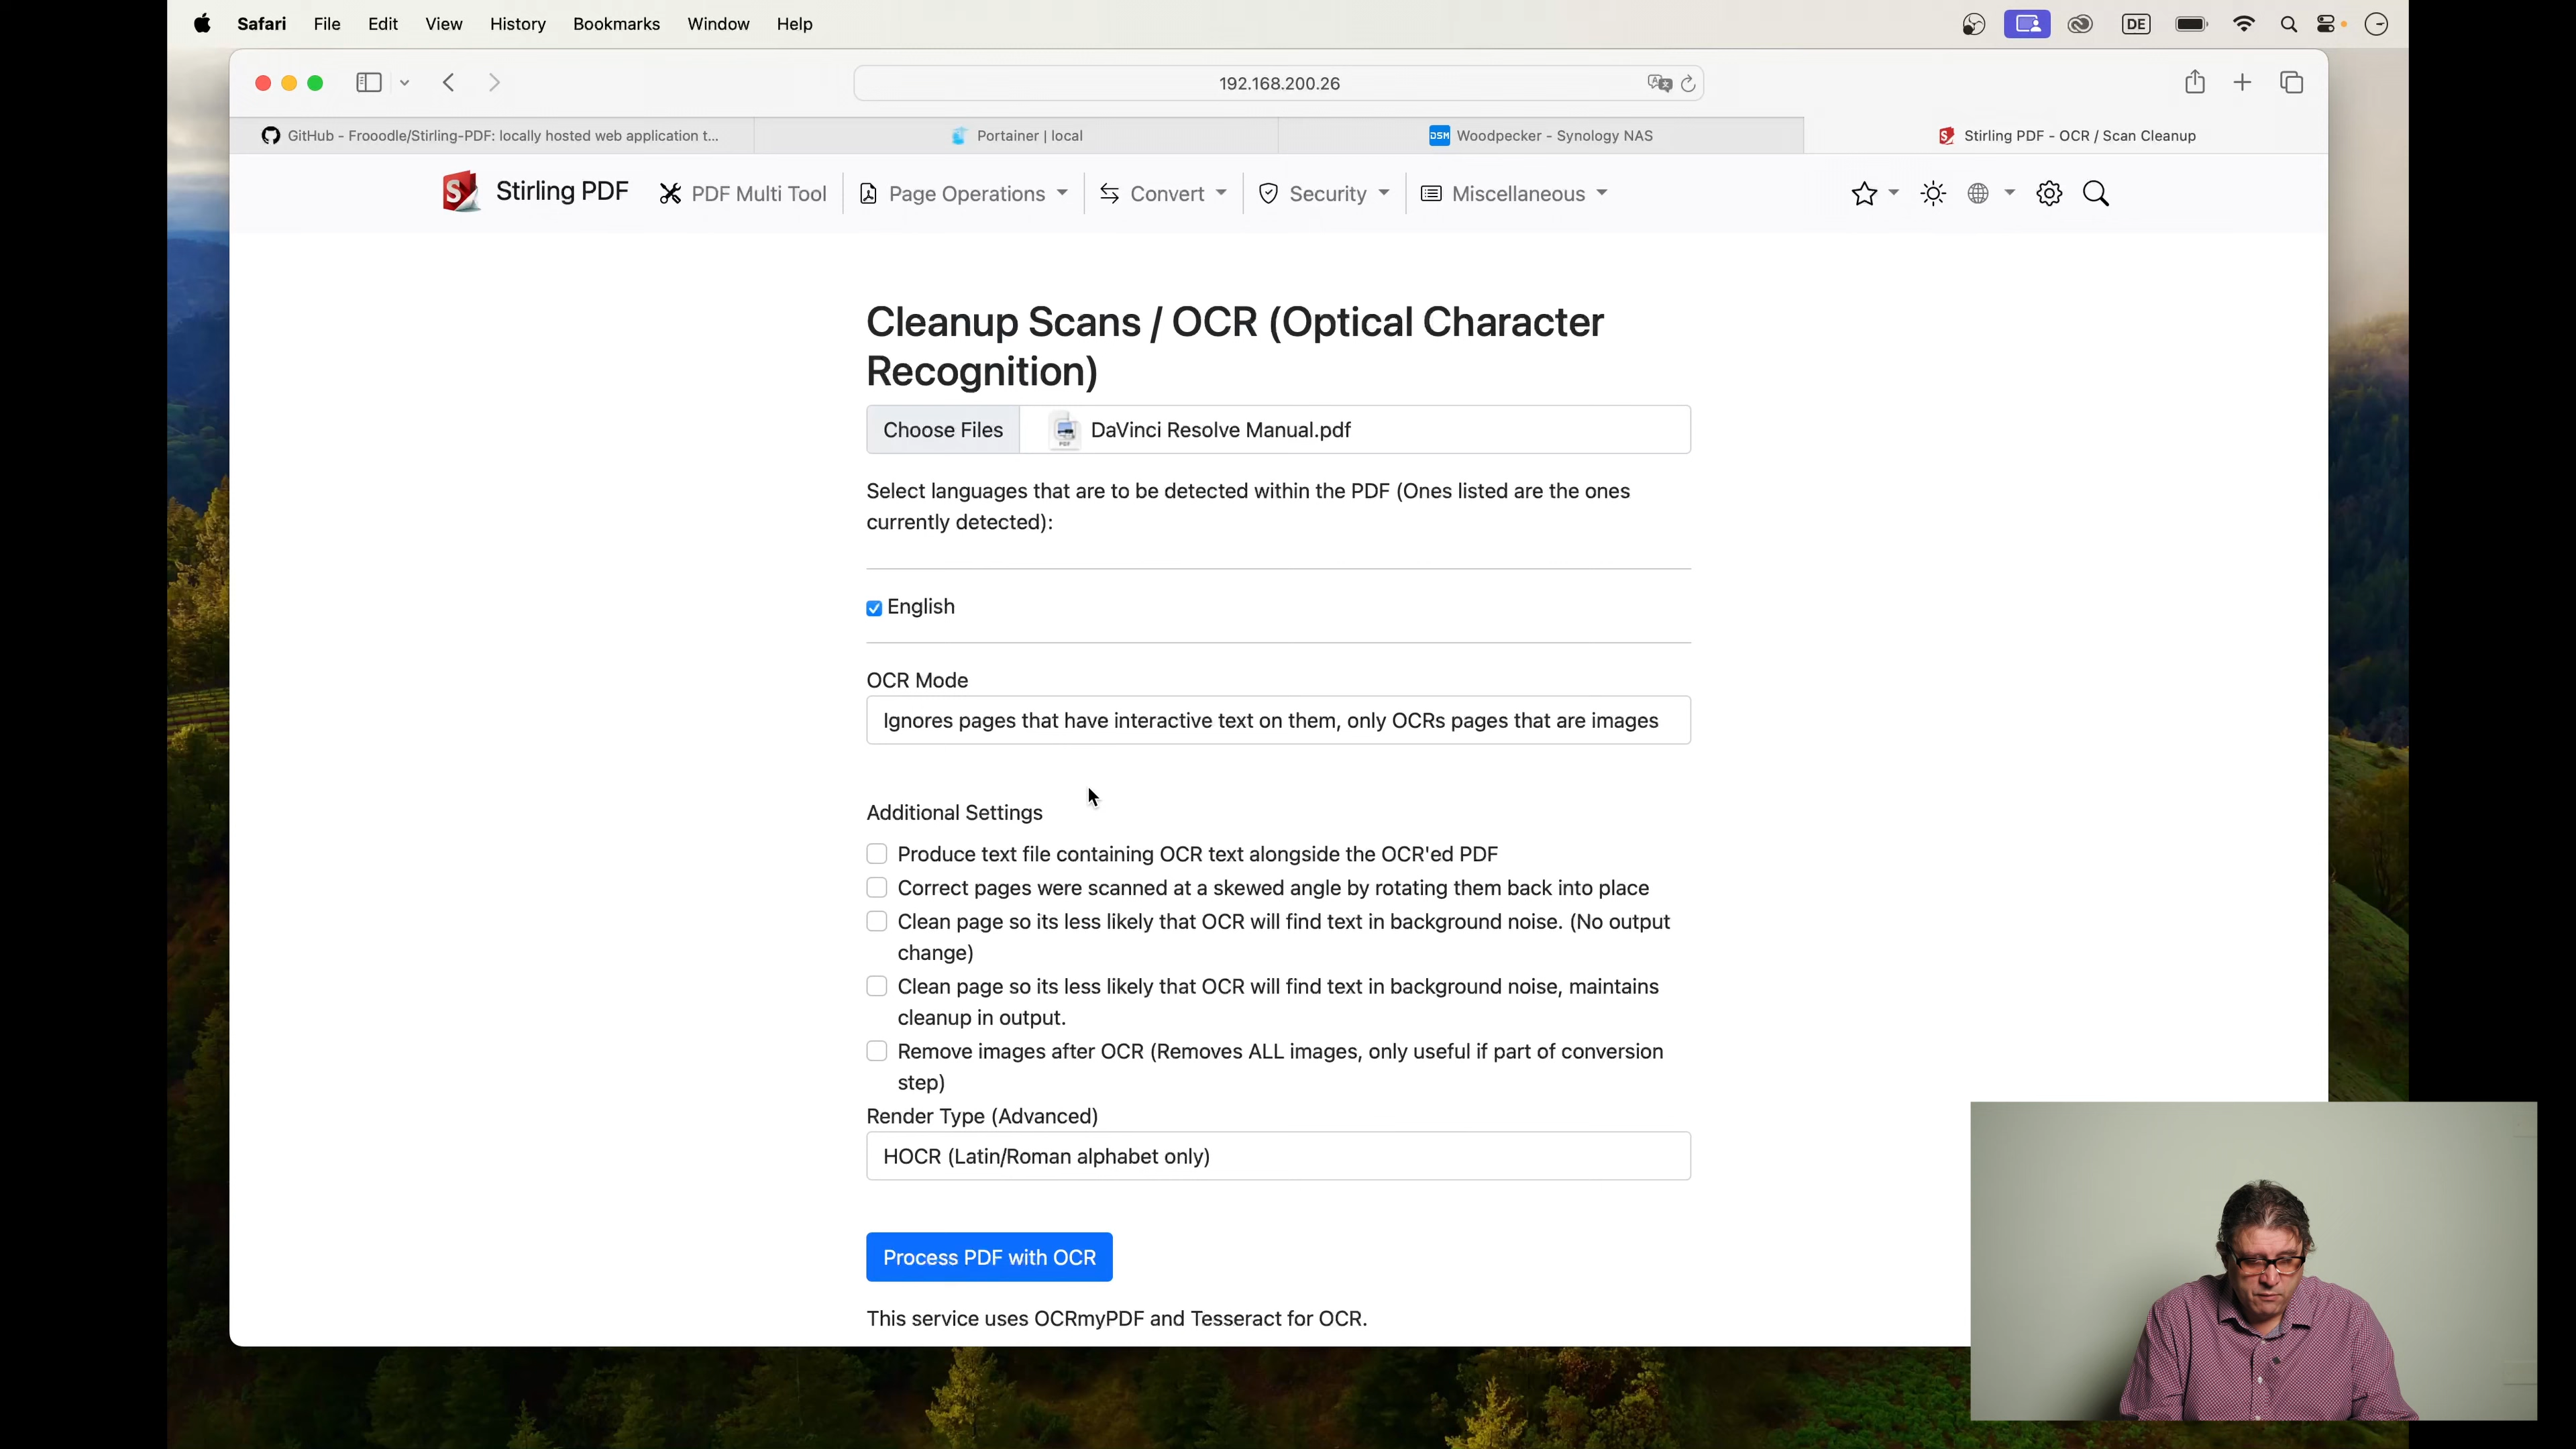 Safari File Edit View History Bookmarks Window Help DE
192.168.200.26
GitHub - Frooodle/Stirling-PDF: locally hosted web application t... Portainer | local DSM Woodpecker - Synology NAS Stirling PDF - OCR / Scan Cleanup
Stirling PDF PDF Multi Tool Page Operations Convert Security Miscellaneous
Cleanup Scans / OCR (Optical Character
Recognition)
Choose Files PDF DaVinci Resolve Manual.pdf
Select languages that are to be detected within the PDF (Ones listed are the ones
currently detected):
English
OCR Mode
Ignores pages that have interactive text on them, only OCRs pages that are images
Additional Settings
Produce text file containing OCR text alongside the OCR'ed PDF
Correct pages were scanned at a skewed angle by rotating them back into place
Clean page so its less likely that OCR will find text in background noise. (No output
change)
Clean page so its less likely that OCR will find text in background noise, maintains
cleanup in output.
Remove images after OCR (Removes ALL images, only useful if part of conversion
step)
Render Type (Advanced)
HOCR (Latin/Roman alphabet only)
Process PDF with OCR
This service uses OCRmyPDF and Tesseract for OCR.